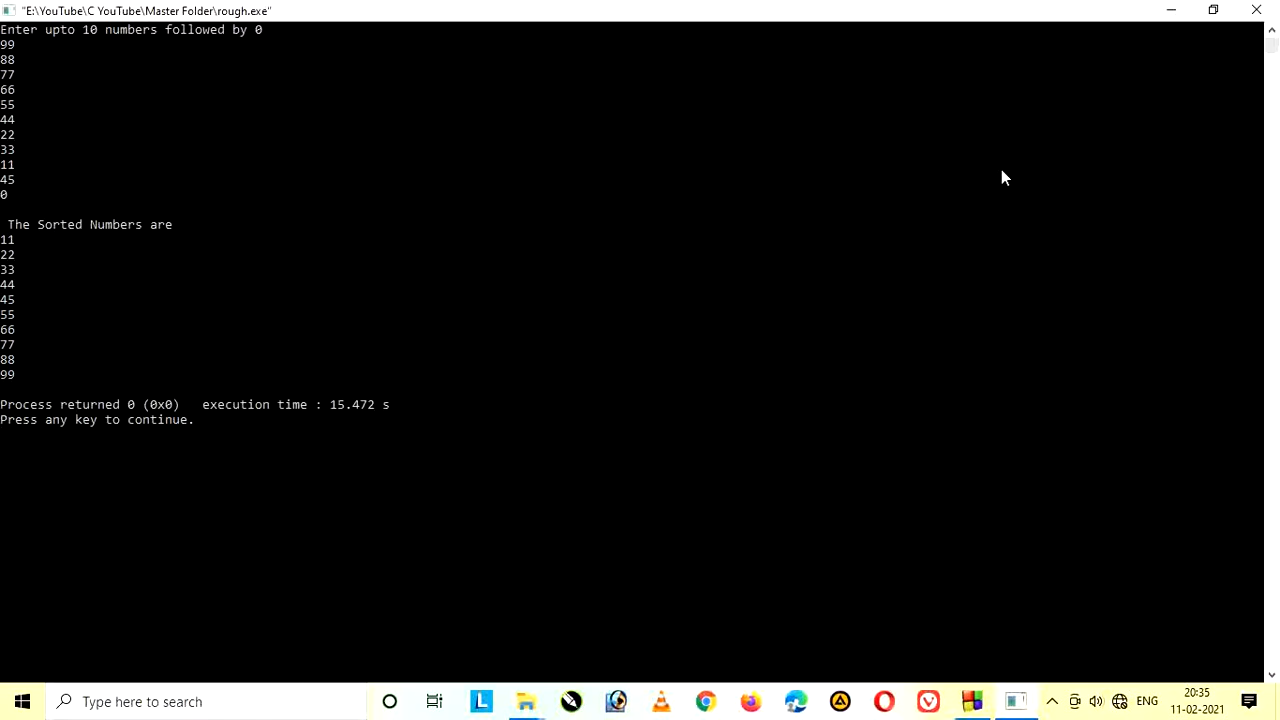 "E:\YouTube\C YouTube\Master Folder\rough.exe"
Enter upto 10 numbers followed by 0
99
88
77
66
55
44
22
33
11
45
0
The Sorted Numbers are
11
22
33
44
45
55
66
77
88
99
Process returned 0 (0x0)   execution time : 15.472 s
Press any key to continue.
Type here to search
L
ENG
20:35
11-02-2021